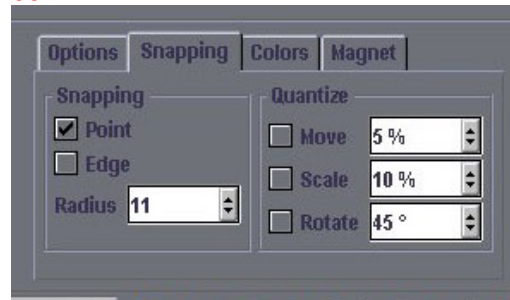 Options Snapping Colors Magnet
Snapping
Point
Edge
Radius 11
Quantize
Move 5 %
Scale 10 %
Rotate 45 °